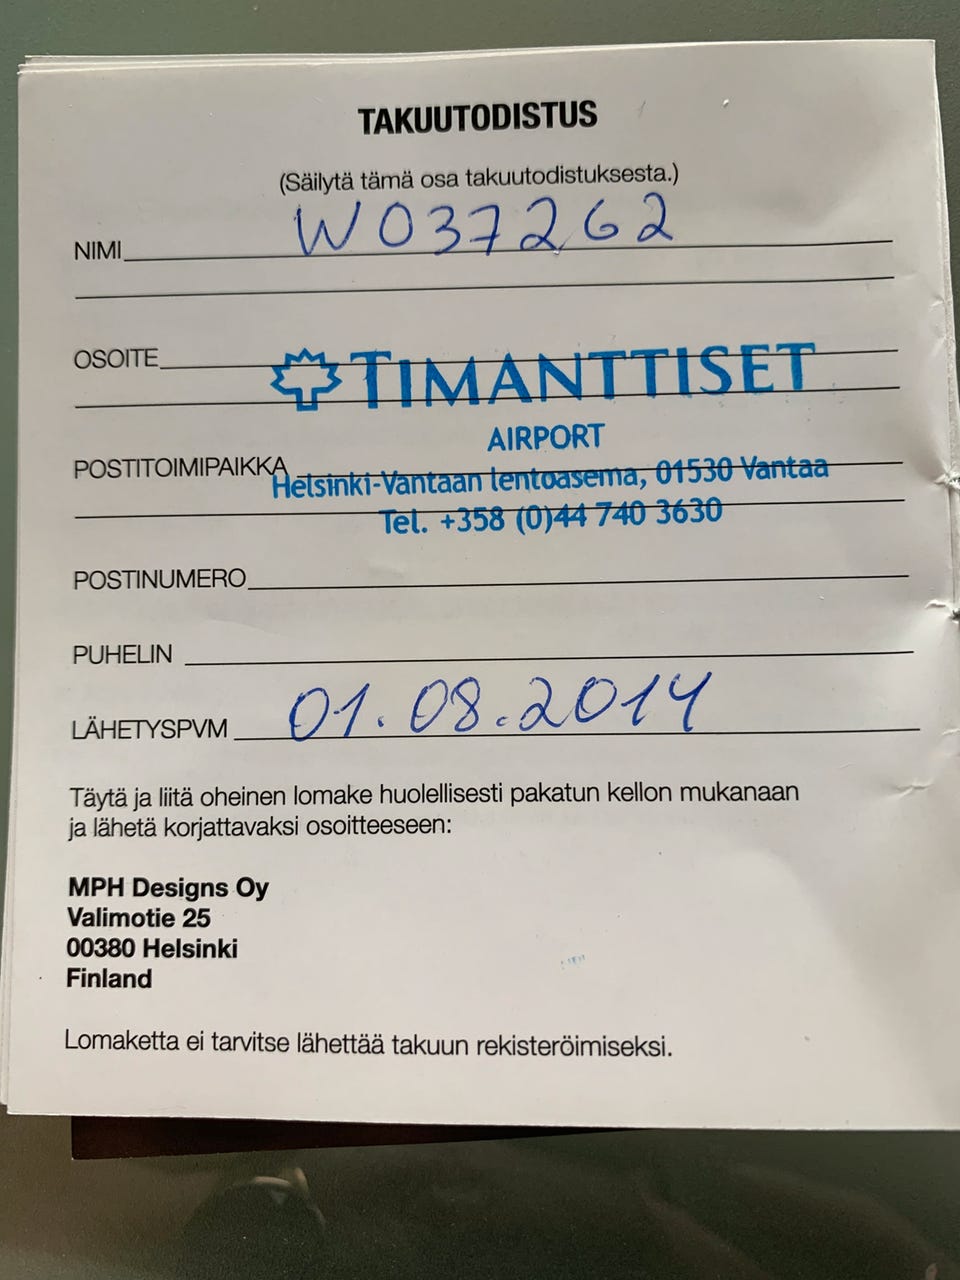 TAKUUTODISTUS
(Säilytä tämä osa takuutodistuksesta.)
NIMI W037262
OSOITE
TIMANTTISET
AIRPORT
POSTITOIMIPAIKKA
Helsinki-Vantaan lentoasema, 01530 Vantaa
Tel. +358 (0)44 740 3630
POSTINUMERO
PUHELIN
LÄHETYSPVM 01.08.2014
Täytä ja liitä oheinen lomake huolellisesti pakatun kellon mukanaan
ja lähetä korjattavaksi osoitteeseen:
MPH Designs Oy
Valimotie 25
00380 Helsinki
Finland
Lomaketta ei tarvitse lähettää takuun rekisteröimiseksi.